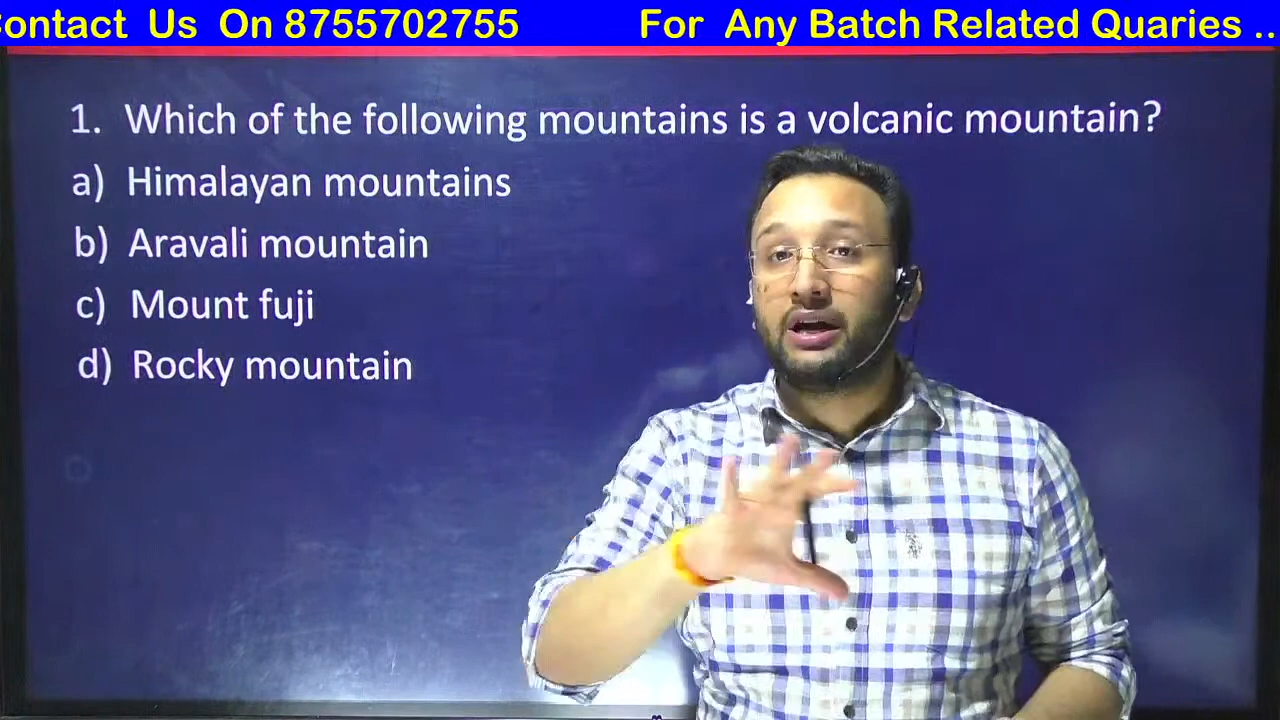 ontact Us On 8755702755 For Any Batch Related Quaries ..
1. Which of the following mountains is a volcanic mountain?
a) Himalayan mountains
b) Aravali mountain
c) Mount fuji
d) Rocky mountain